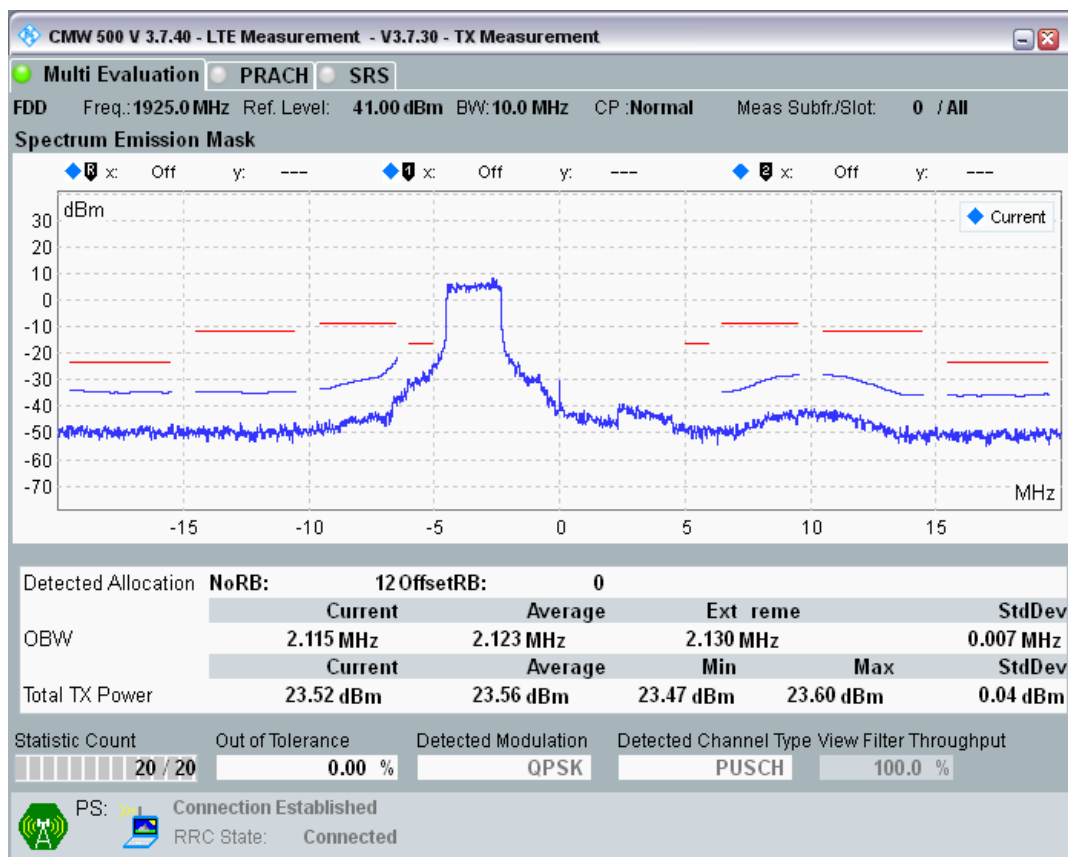 CMW 500 V 3.7.40 - LTE Measurement - V3.7.30 - TX Measurement
Multi Evaluation PRACH SRS
FDD Freq.: 1925.0 MHz Ref. Level: 41.00 dBm BW: 10.0 MHz CP :Normal Meas Subfr./Slot: 0 / All
Spectrum Emission Mask
R x: Off y: --- 1 x: Off y: --- 2 x: Off y: ---
dBm
Current
30
20
10
0
-10
-20
-30
-40
-50
-60
-70
MHz
-15 -10 -5 0 5 10 15
Detected Allocation NoRB: 12 OffsetRB: 0
Current Average Ext reme StdDev
OBW 2.115 MHz 2.123 MHz 2.130 MHz 0.007 MHz
Current Average Min Max StdDev
Total TX Power 23.52 dBm 23.56 dBm 23.47 dBm 23.60 dBm 0.04 dBm
Statistic Count Out of Tolerance Detected Modulation Detected Channel Type View Filter Throughput
20 / 20 0.00 % QPSK PUSCH 100.0 %
PS: Connection Established
RRC State: Connected